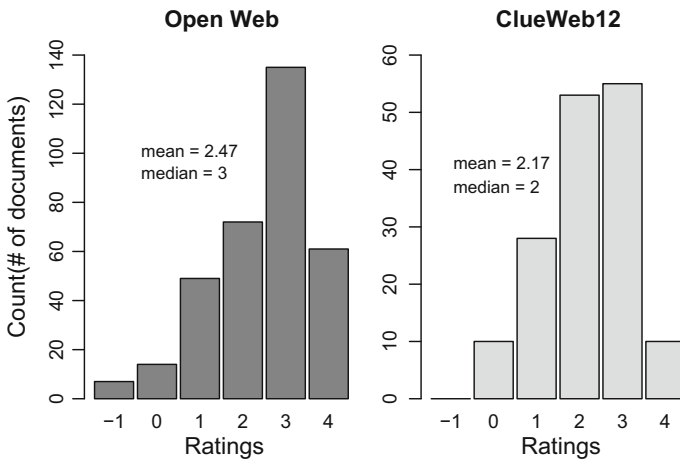 Open Web
Count(# of documents)
140
120
100
80
60
40
20
0
mean = 2.47
median = 3
−1 0 1 2 3 4
Ratings
ClueWeb12
60
50
40
30
20
10
0
mean = 2.17
median = 2
−1 0 1 2 3 4
Ratings